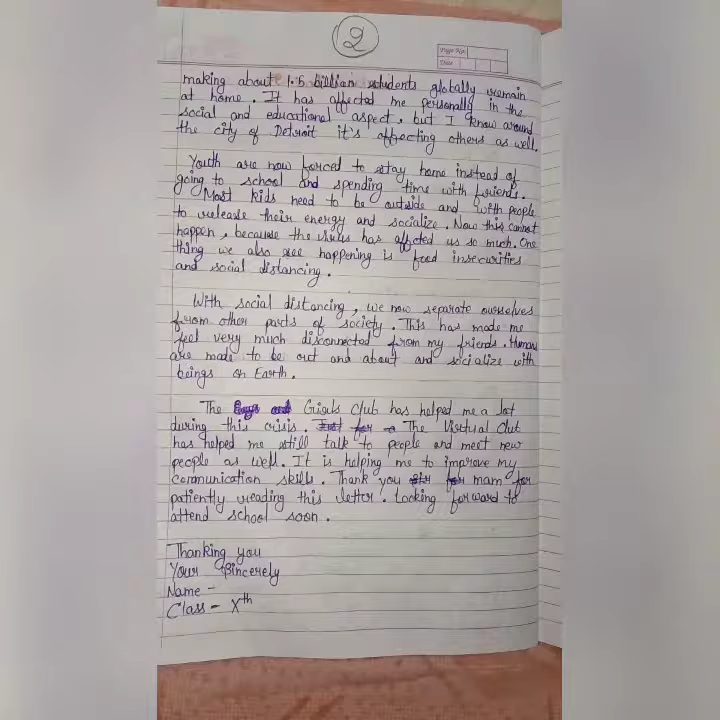 2
Page No.
Date
making about 1.5 billion students globally remain
at home. It has affected me personally in the
social and educational aspect, but I know around
the city of Detroit it's affecting others as well.
Youth are now forced to stay home instead of
going to school and spending time with friends.
Most kids need to be outside and with people
to release their energy and socialize. Now this cannot
happen, because the virus has affected us so much. One
thing we also see happening is food insecurities
and social distancing.
With social distancing, we now separate ourselves
from other parts of society. This has made me
feel very much disconnected from my friends. Humans
are made to be out and about and socialize with
beings on Earth.
The Girls Club has helped me a lot
during this crisis. The Virtual Club
has helped me still talk to people and meet new
people as well. It is helping me to improve my
communication skills. Thank you mam for
patiently reading this letter. Looking forward to
attend school soon.
Thanking you
Your Sincerely
Name -
Class - Xth